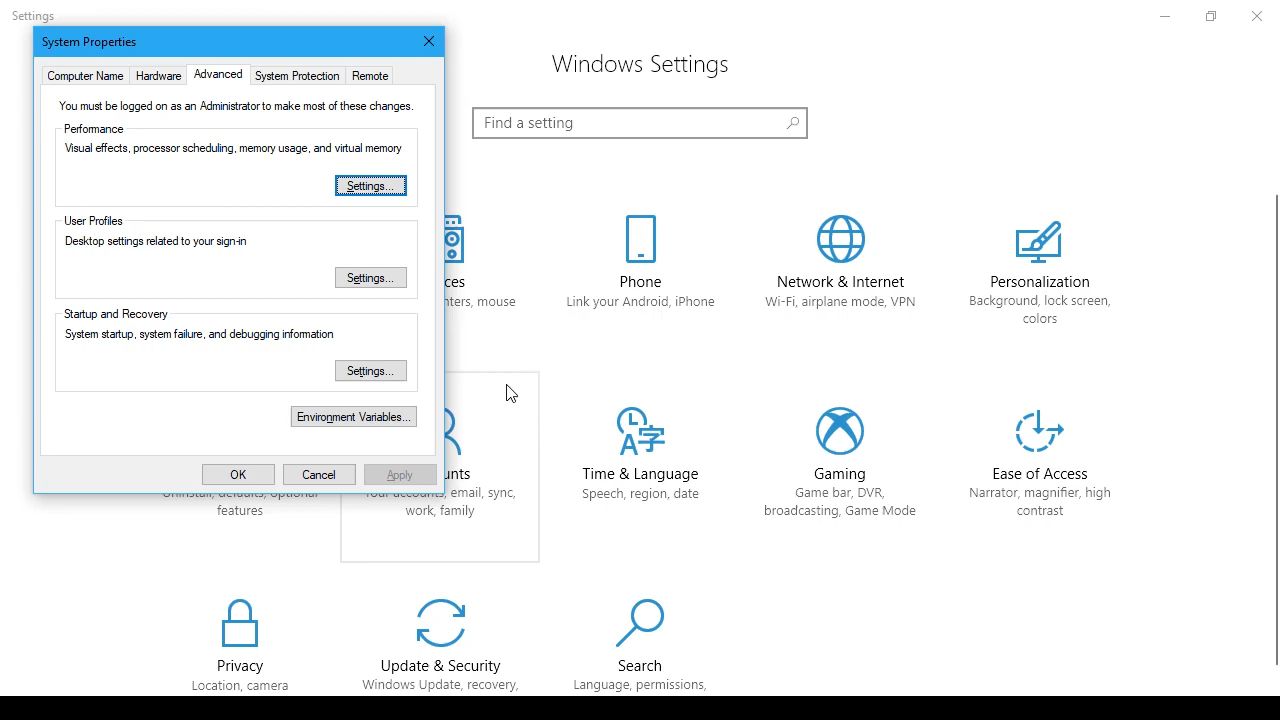 Settings
System Properties
Computer Name
Hardware
Advanced
System Protection
Remote
You must be logged on as an Administrator to make most of these changes.
Performance
Visual effects, processor scheduling, memory usage, and virtual memory
Settings...
User Profiles
Desktop settings related to your sign-in
Settings...
Startup and Recovery
System startup, system failure, and debugging information
Settings...
Environment Variables...
OK
Cancel
Apply
Windows Settings
Find a setting
ces
nters, mouse
Phone
Link your Android, iPhone
Network & Internet
Wi-Fi, airplane mode, VPN
Personalization
Background, lock screen,
colors
Uninstall, defaults, optional
features
unts
Your accounts, email, sync,
work, family
Time & Language
Speech, region, date
Gaming
Game bar, DVR,
broadcasting, Game Mode
Ease of Access
Narrator, magnifier, high
contrast
Privacy
Location, camera
Update & Security
Windows Update, recovery,
Search
Language, permissions,